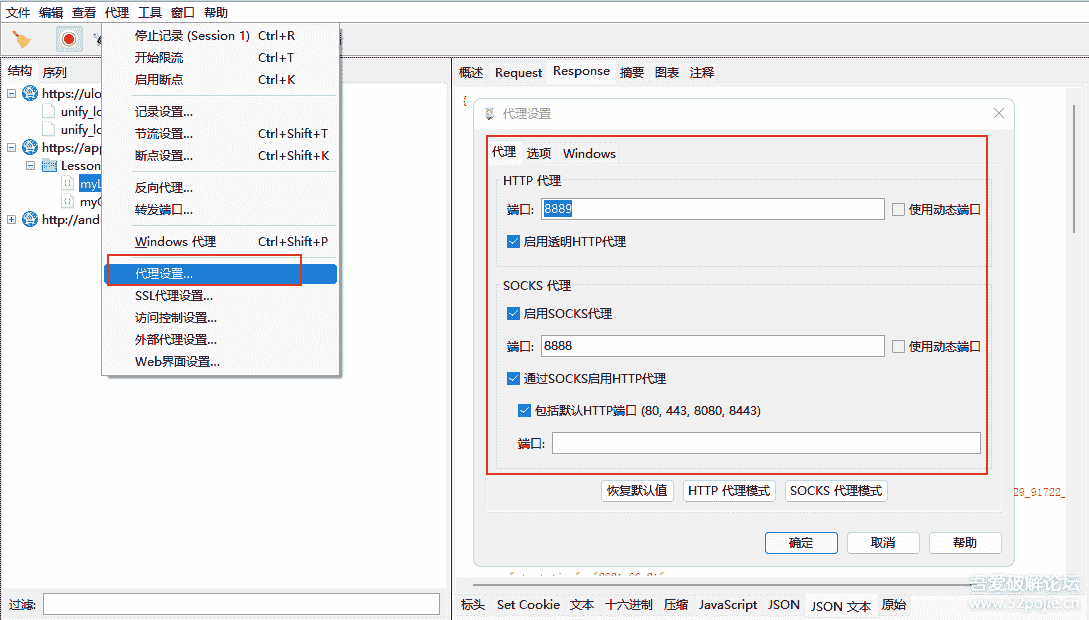 文件 编辑 查看 代理 工具 窗口 帮助
停止记录 (Session 1) Ctrl+R
开始限流 Ctrl+T
启用断点 Ctrl+K
记录设置...
节流设置... Ctrl+Shift+T
断点设置... Ctrl+Shift+K
反向代理...
转发端口...
Windows 代理 Ctrl+Shift+P
代理设置...
SSL代理设置...
访问控制设置...
外部代理设置...
Web界面设置...
结构 序列
https://ulo
unify_lo
unify_lo
https://app
Lesson
myL
http://and
过滤:
概述 Request Response 摘要 图表 注释
{
代理设置
代理 选项 Windows
HTTP 代理
端口: 8889 使用动态端口
启用透明HTTP代理
SOCKS 代理
启用SOCKS代理
端口: 8888 使用动态端口
通过SOCKS启用HTTP代理
包括默认HTTP端口 (80, 443, 8080, 8443)
端口:
恢复默认值 HTTP 代理模式 SOCKS 代理模式
29_91722_
确定 取消 帮助
标头 Set Cookie 文本 十六进制 压缩 JavaScript JSON JSON 文本 原始
吾爱破解论坛
www.52pojie.cn